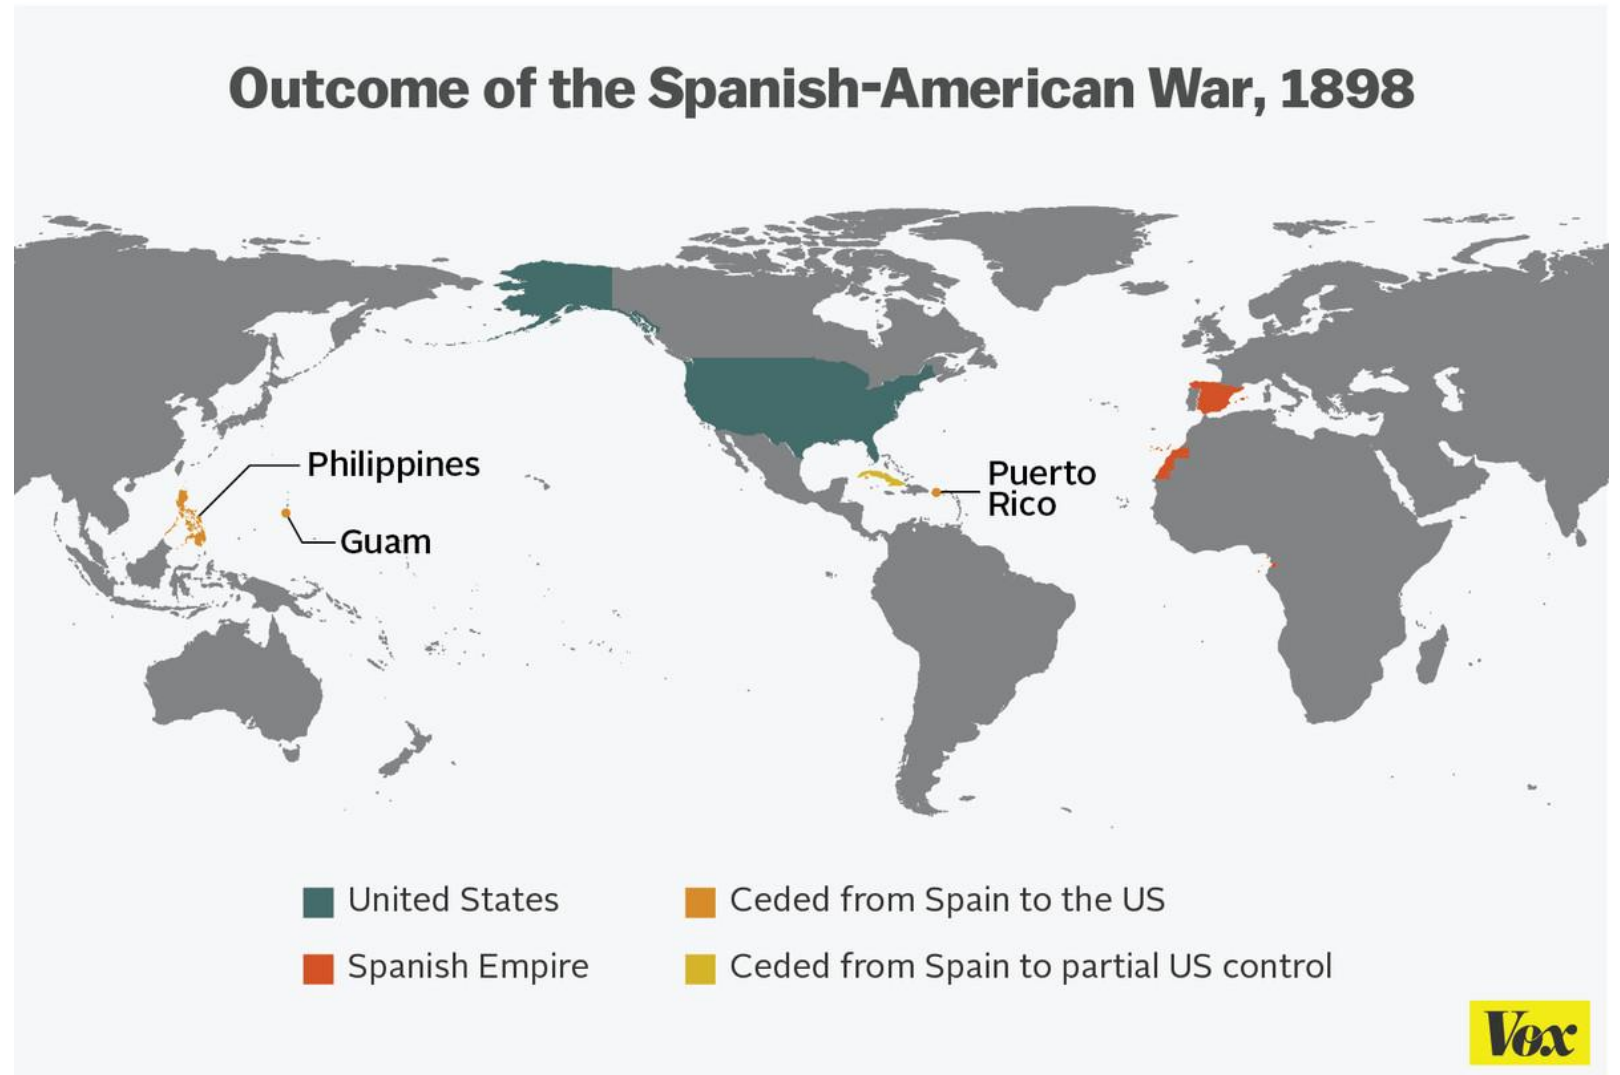 Outcome of the Spanish-American War, 1898
Philippines
Guam
Puerto
Rico
United States
Ceded from Spain to the US
Spanish Empire
Ceded from Spain to partial US control
Vox